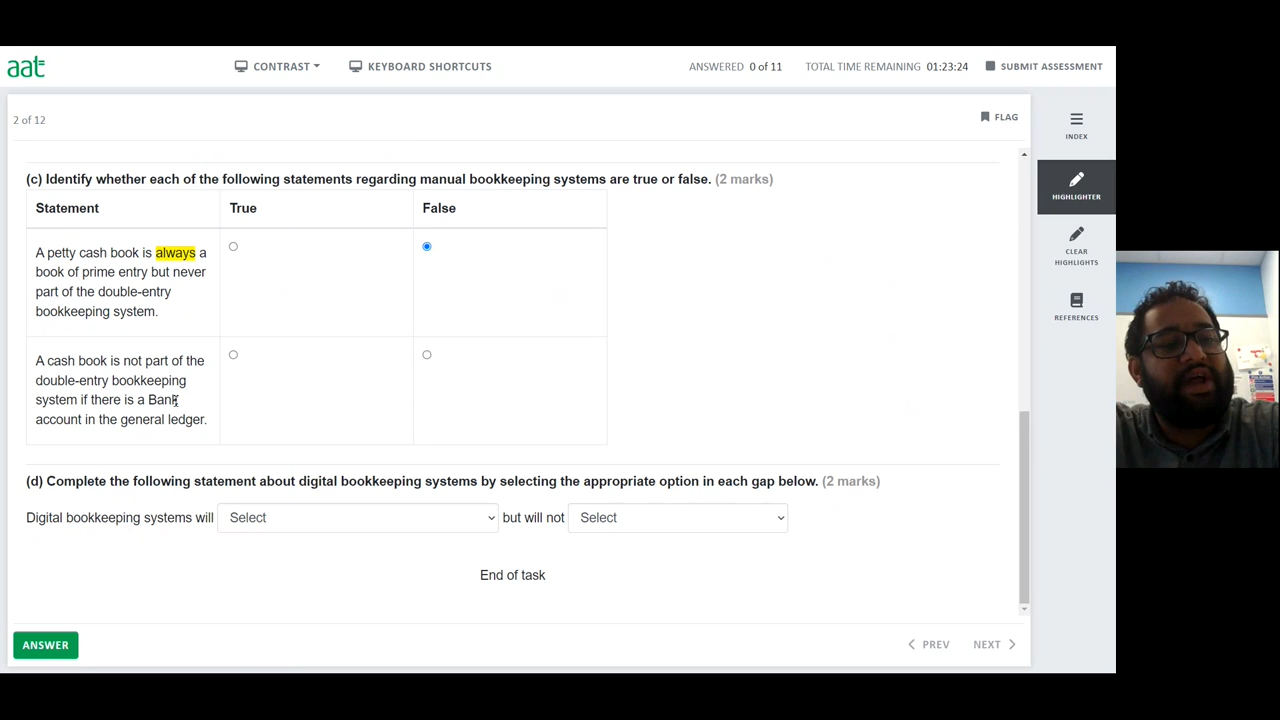 aat
CONTRAST
KEYBOARD SHORTCUTS
ANSWERED 0 of 11
TOTAL TIME REMAINING 01:23:24
SUBMIT ASSESSMENT
2 of 12
FLAG
INDEX
HIGHLIGHTER
CLEAR
HIGHLIGHTS
REFERENCES
(c) Identify whether each of the following statements regarding manual bookkeeping systems are true or false. (2 marks)
Statement
True
False
A petty cash book is always a
book of prime entry but never
part of the double-entry
bookkeeping system.
A cash book is not part of the
double-entry bookkeeping
system if there is a Bank
account in the general ledger.
(d) Complete the following statement about digital bookkeeping systems by selecting the appropriate option in each gap below. (2 marks)
Digital bookkeeping systems will Select but will not Select
End of task
ANSWER
PREV
NEXT